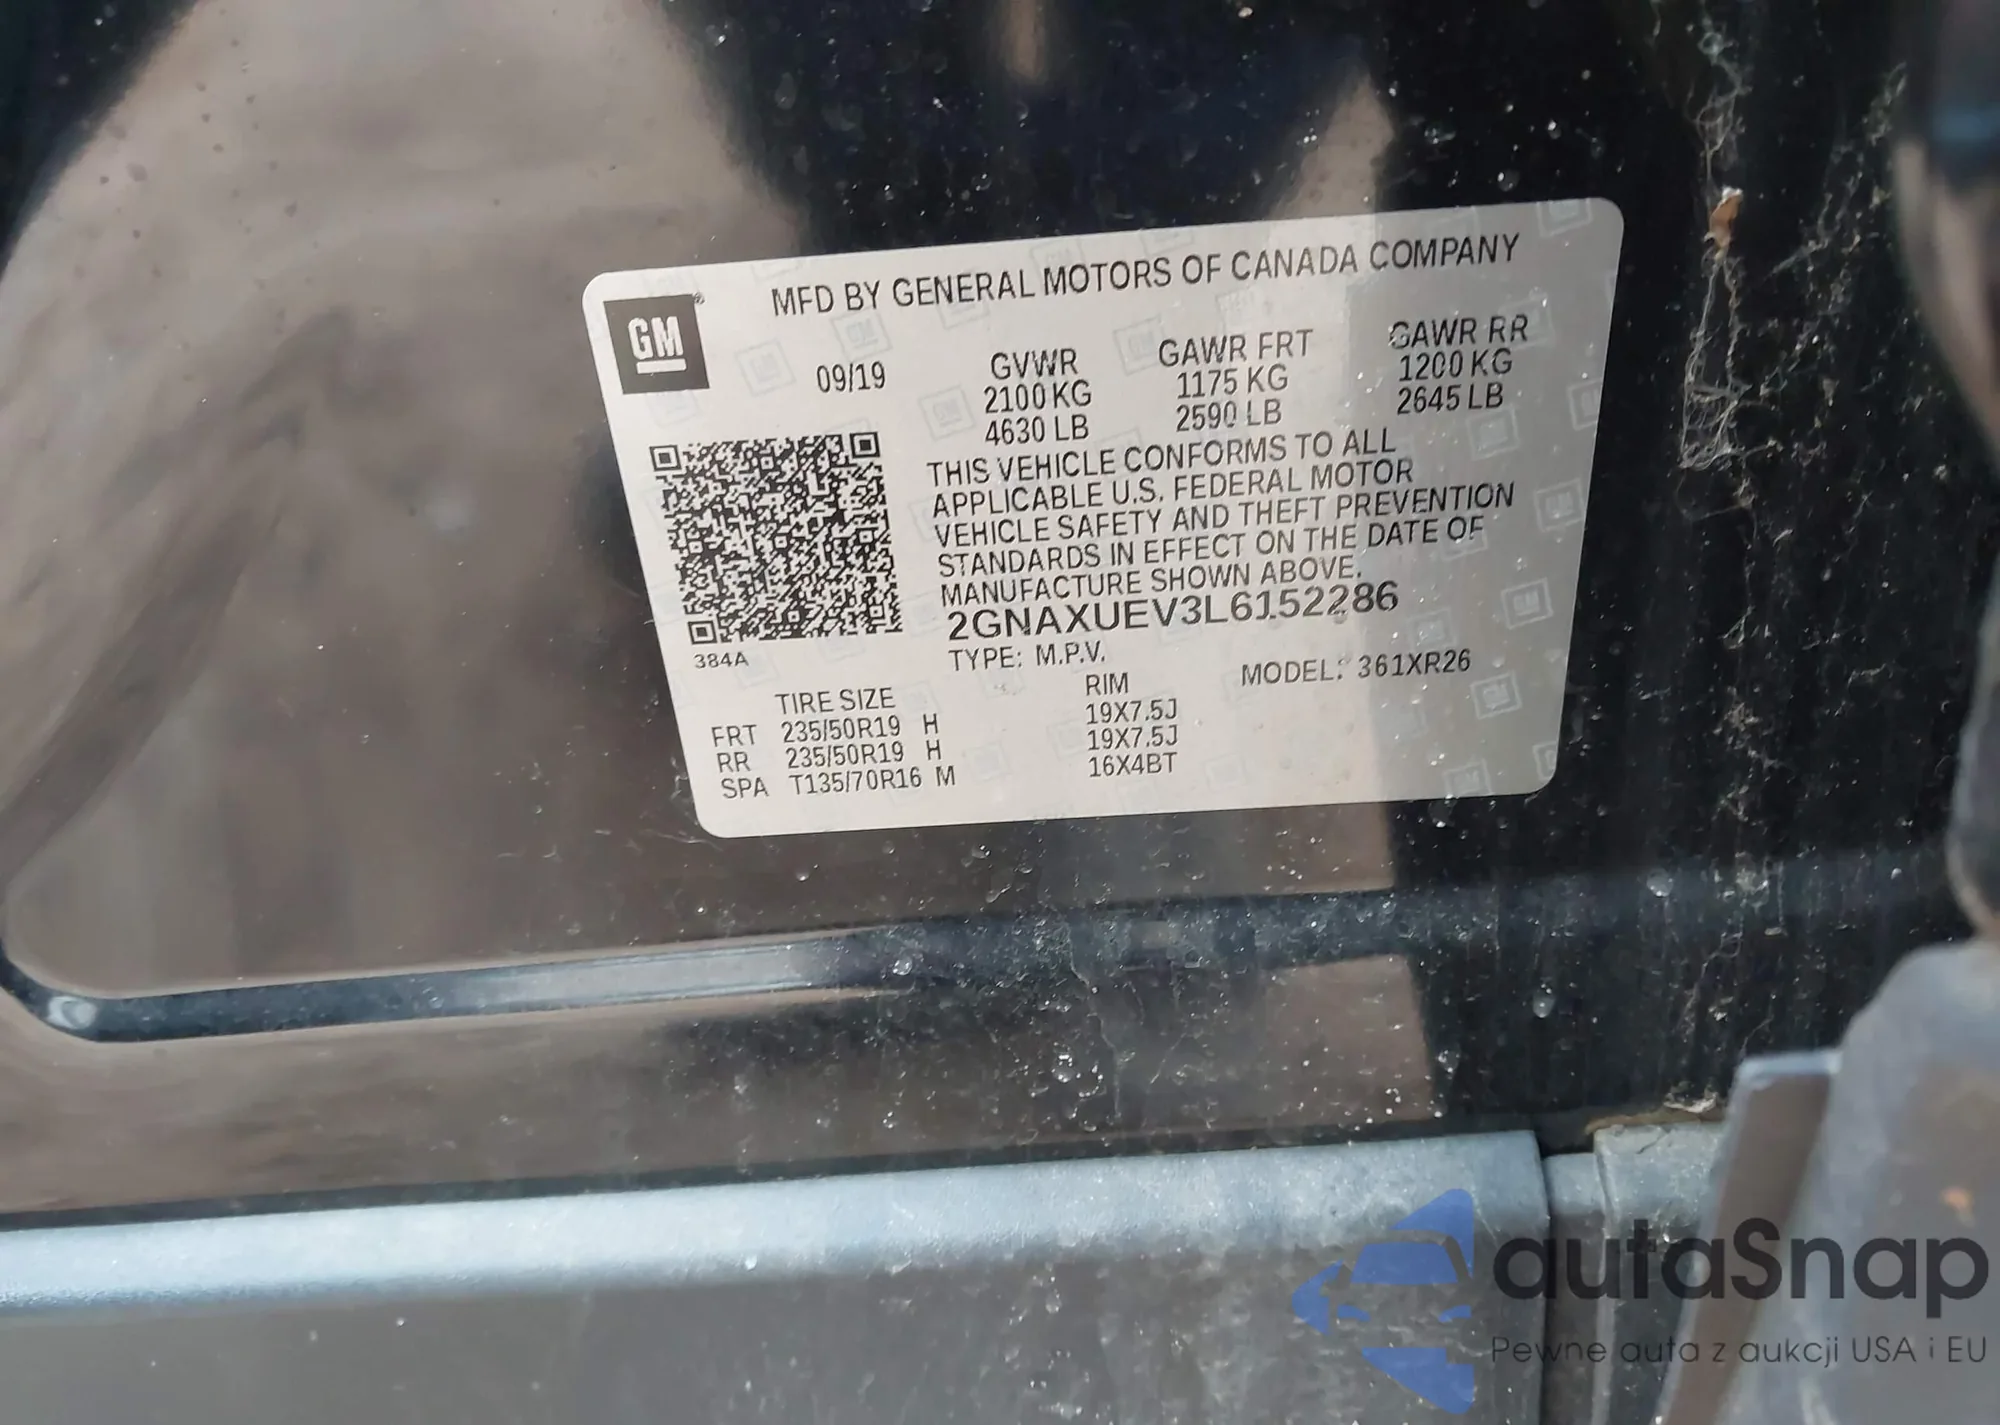 GM
MFD BY GENERAL MOTORS OF CANADA COMPANY
09/19 GVWR GAWR FRT GAWR RR
2100 KG 1175 KG 1200 KG
4630 LB 2590 LB 2645 LB
THIS VEHICLE CONFORMS TO ALL
APPLICABLE U.S. FEDERAL MOTOR
VEHICLE SAFETY AND THEFT PREVENTION
STANDARDS IN EFFECT ON THE DATE OF
MANUFACTURE SHOWN ABOVE.
2GNAXUEV3L6152286
384A
TYPE: M.P.V. MODEL: 361XR26
TIRE SIZE RIM
FRT 235/50R19 H 19X7.5J
RR 235/50R19 H 19X7.5J
SPA T135/70R16 M 16X4BT
autaSnap
Pewne auta z aukcji USA i EU